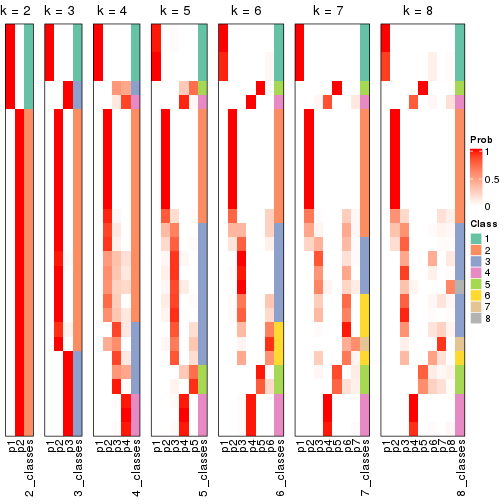 k = 2 k = 3 k = 4 k = 5 k = 6 k = 7 k = 8
Prob
1
0.5
0
Class
1
2
3
4
5
6
7
8
p1 p2 2_classes p1 p2 p3 3_classes p1 p2 p3 p4 4_classes p1 p2 p3 p4 p5 5_classes p1 p2 p3 p4 p5 p6 6_classes p1 p2 p3 p4 p5 p6 p7 7_classes p1 p2 p3 p4 p5 p6 p7 p8 8_classes